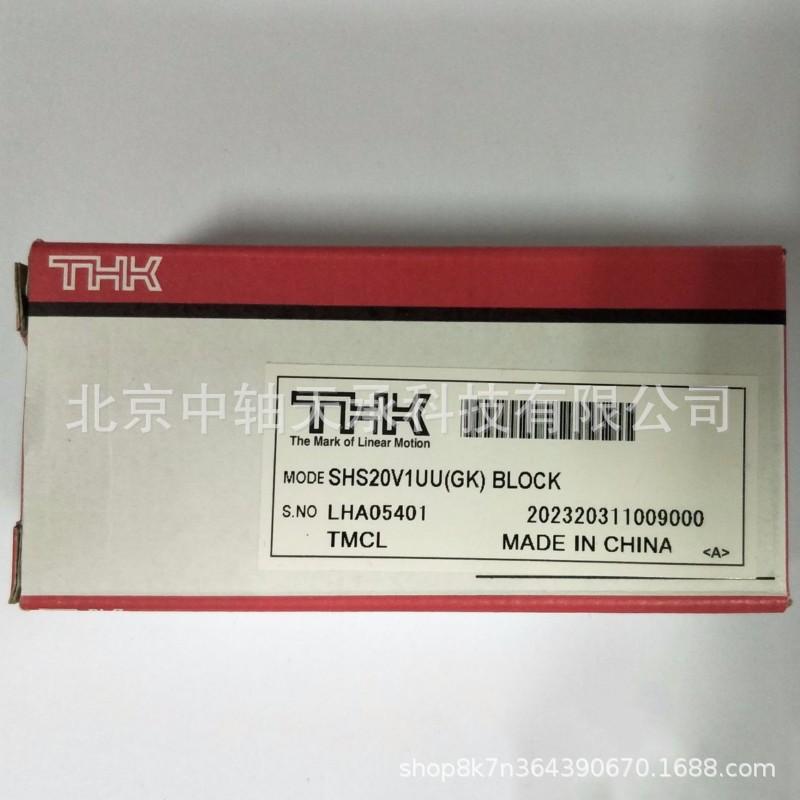 THK
北京中轴天承科技有限公司
THK
The Mark of Linear Motion
MODE SHS20V1UU(GK) BLOCK
S.NO LHA05401 202320311009000
TMCL MADE IN CHINA <A>
shop8k7n364390670.1688.com